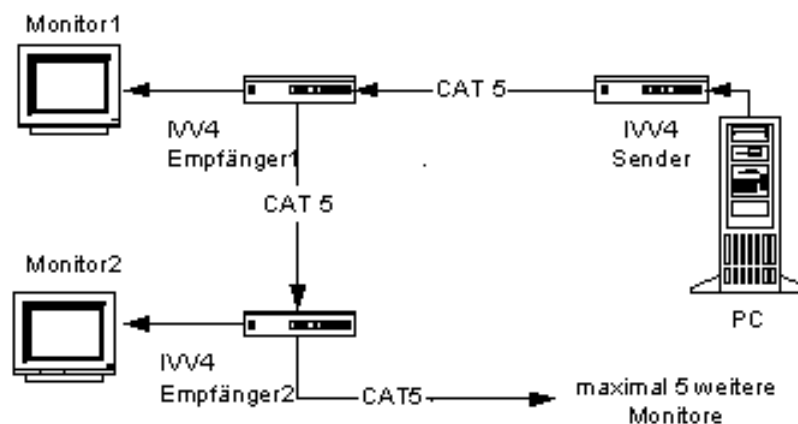 Monitor1
CAT 5
IVV4
Empfänger1
IVV4
Sender
CAT 5
Monitor2
PC
IVV4
Empfänger2
CAT5
maximal 5 weitere
Monitore